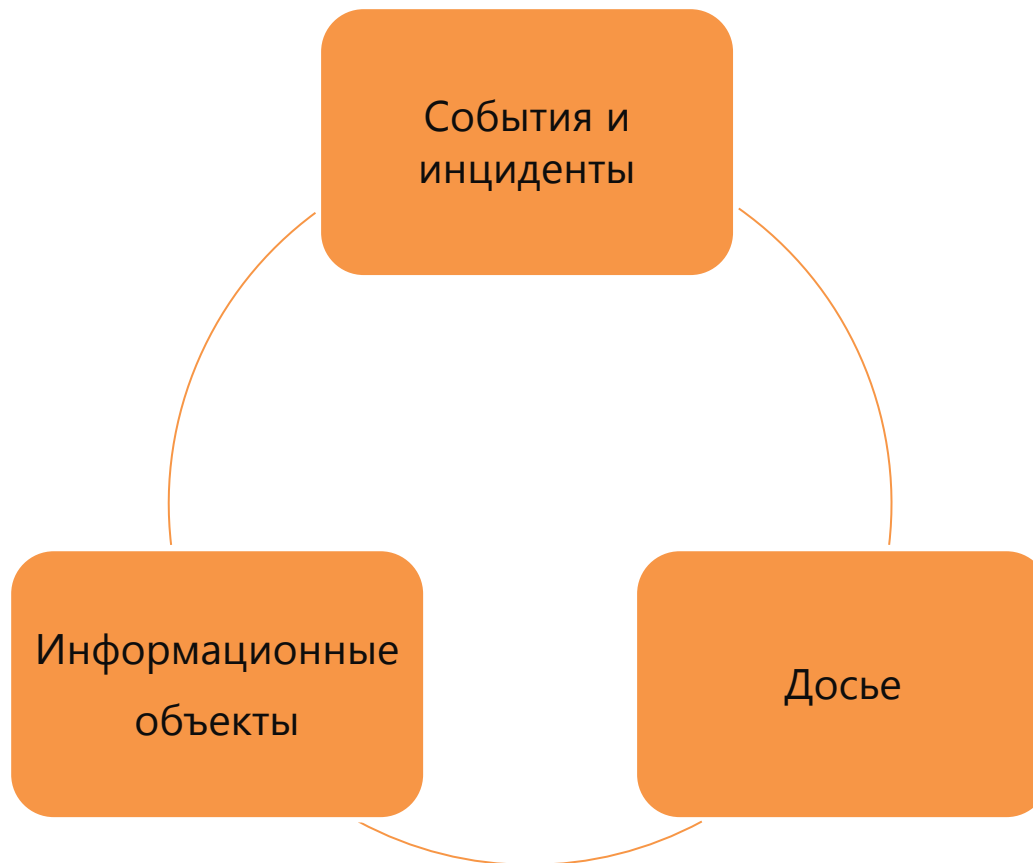 События и
инциденты
Информационные
объекты
Досье